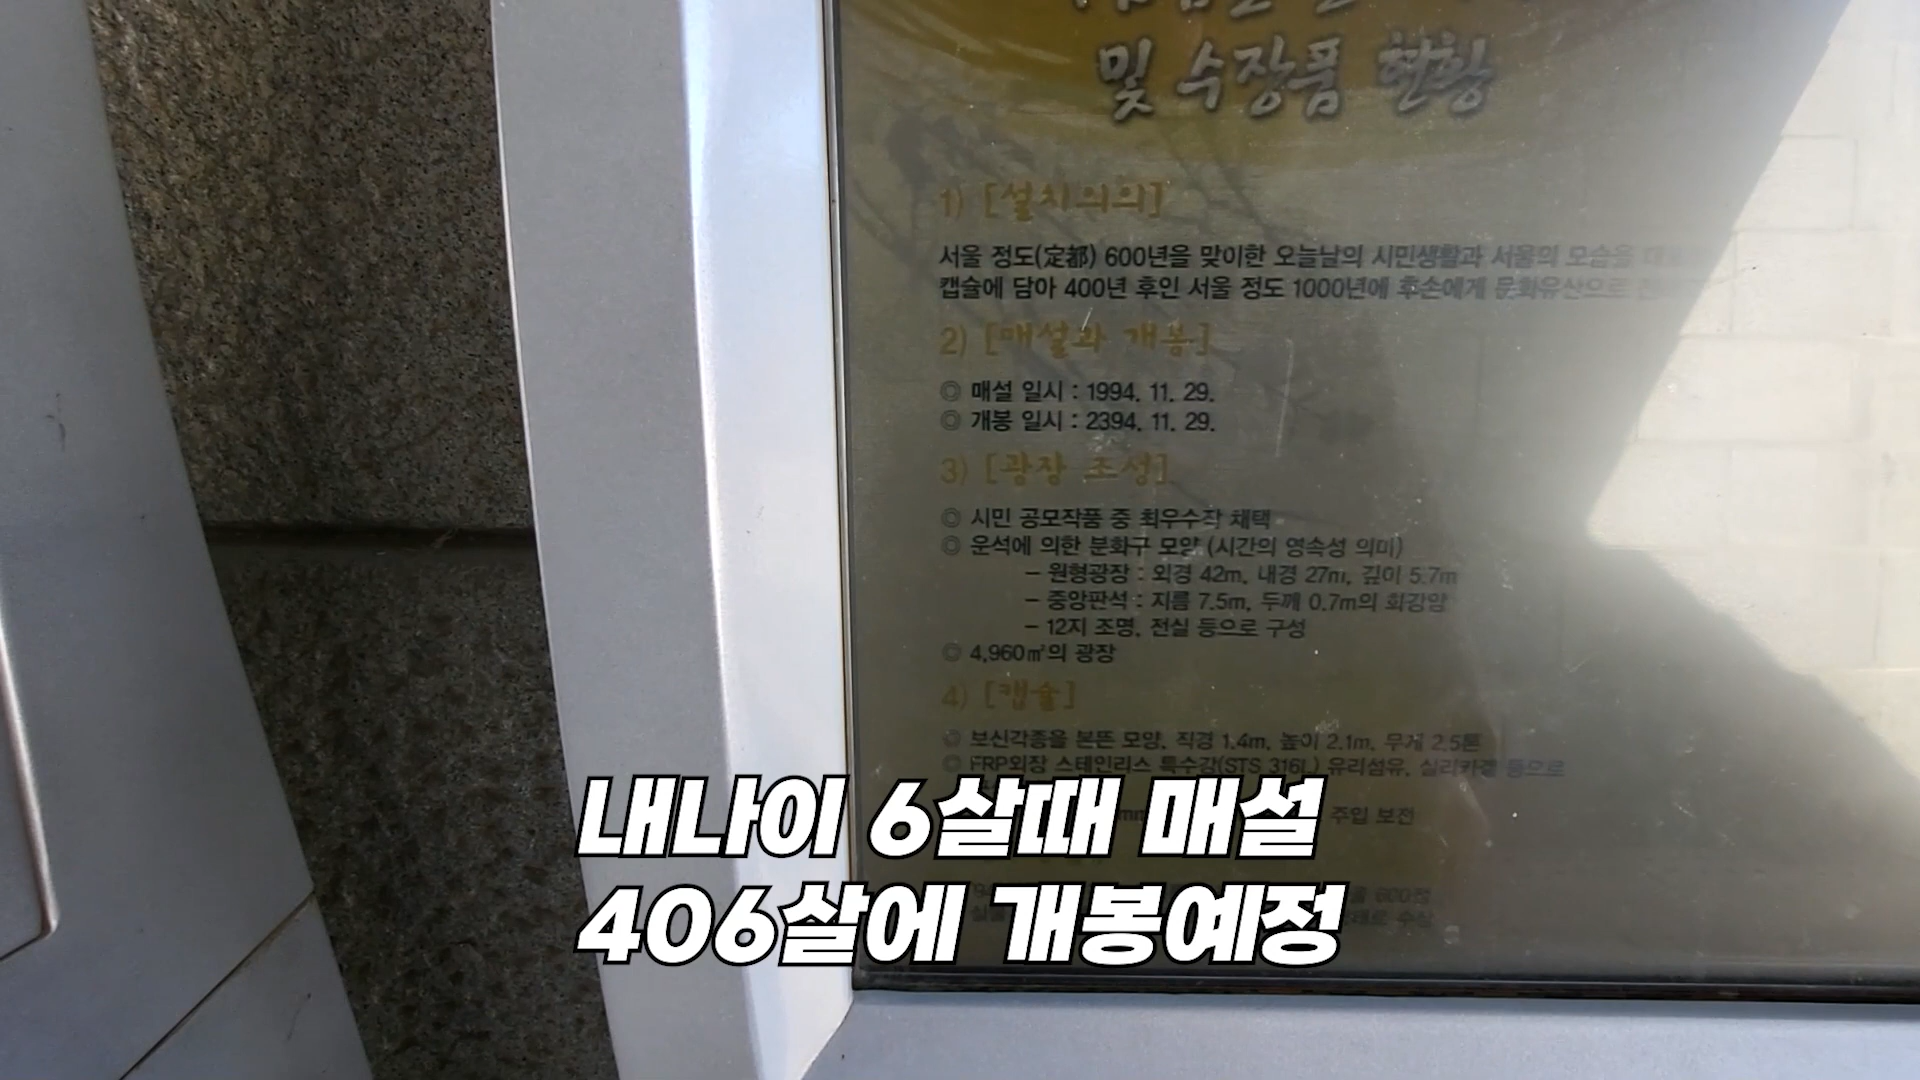 및 수장품 현황
1) [설치의의]
서울 정도(定都) 600년을 맞이한 오늘날의 시민생활과 서울의 모습을
캡슐에 담아 400년 후인 서울 정도 1000년에 후손에게 문화유산으로
2) [매설과 개봉]
◎ 매설 일시 : 1994. 11. 29.
◎ 개봉 일시 : 2394. 11. 29.
3) [광장 조성]
◎ 시민 공모작품 중 최우수작 채택
◎ 운석에 의한 분화구 모양 (시간의 영속성 의미)
– 원형광장 : 외경 42m, 내경 27m, 깊이 5.7m
– 중앙판석 : 지름 7.5m, 두께 0.7m의 화강암
– 12지 조명, 전실 등으로 구성
◎ 4,960㎡의 광장
4) [캡슐]
◎ 보신각종을 본뜬 모양, 직경 1.4m, 높이 2.1m, 무게 2.5톤
◎ FRP외장 스테인리스 특수강(STS 316L) 유리섬유, 실리카겔 등으로
주입 보전
내나이 6살때 매설
600점
406살에 개봉예정